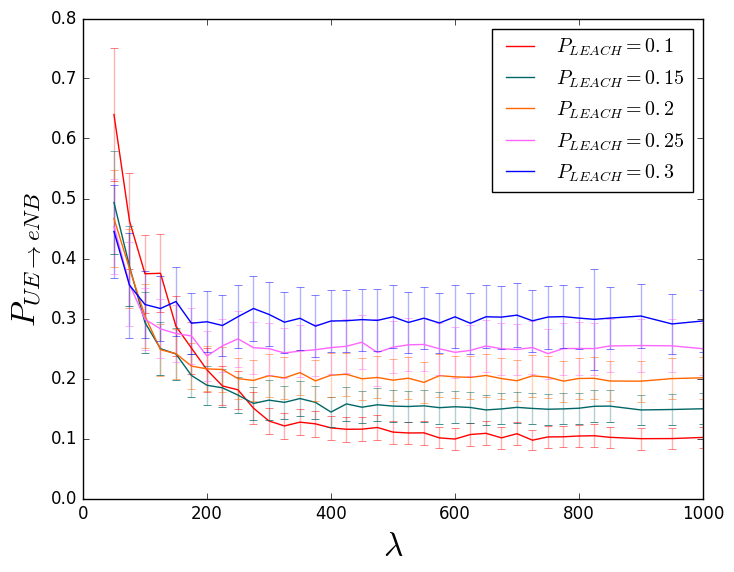 0.8
0.7
0.6
0.5
0.4
0.3
0.2
0.1
0.0
0
200
400
600
800
1000
P_{UE→eNB}
λ
P_{LEACH} = 0.1
P_{LEACH} = 0.15
P_{LEACH} = 0.2
P_{LEACH} = 0.25
P_{LEACH} = 0.3